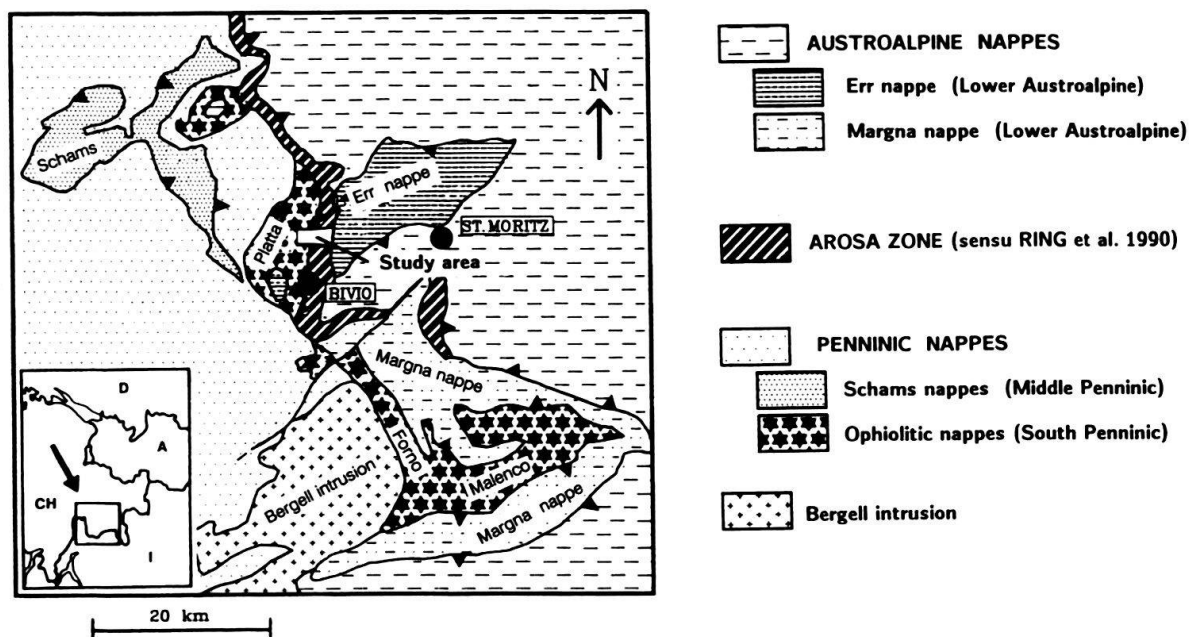 N
Schams
Err nappe
ST. MORITZ
Platta
Study area
BIVIO
Margna nappe
Forno
Malenco
Bergell intrusion
Margna nappe
D
A
CH
I
20 km
AUSTROALPINE NAPPES
Err nappe (Lower Austroalpine)
Margna nappe (Lower Austroalpine)
AROSA ZONE (sensu RING et al. 1990)
PENNINIC NAPPES
Schams nappes (Middle Penninic)
Ophiolitic nappes (South Penninic)
Bergell intrusion